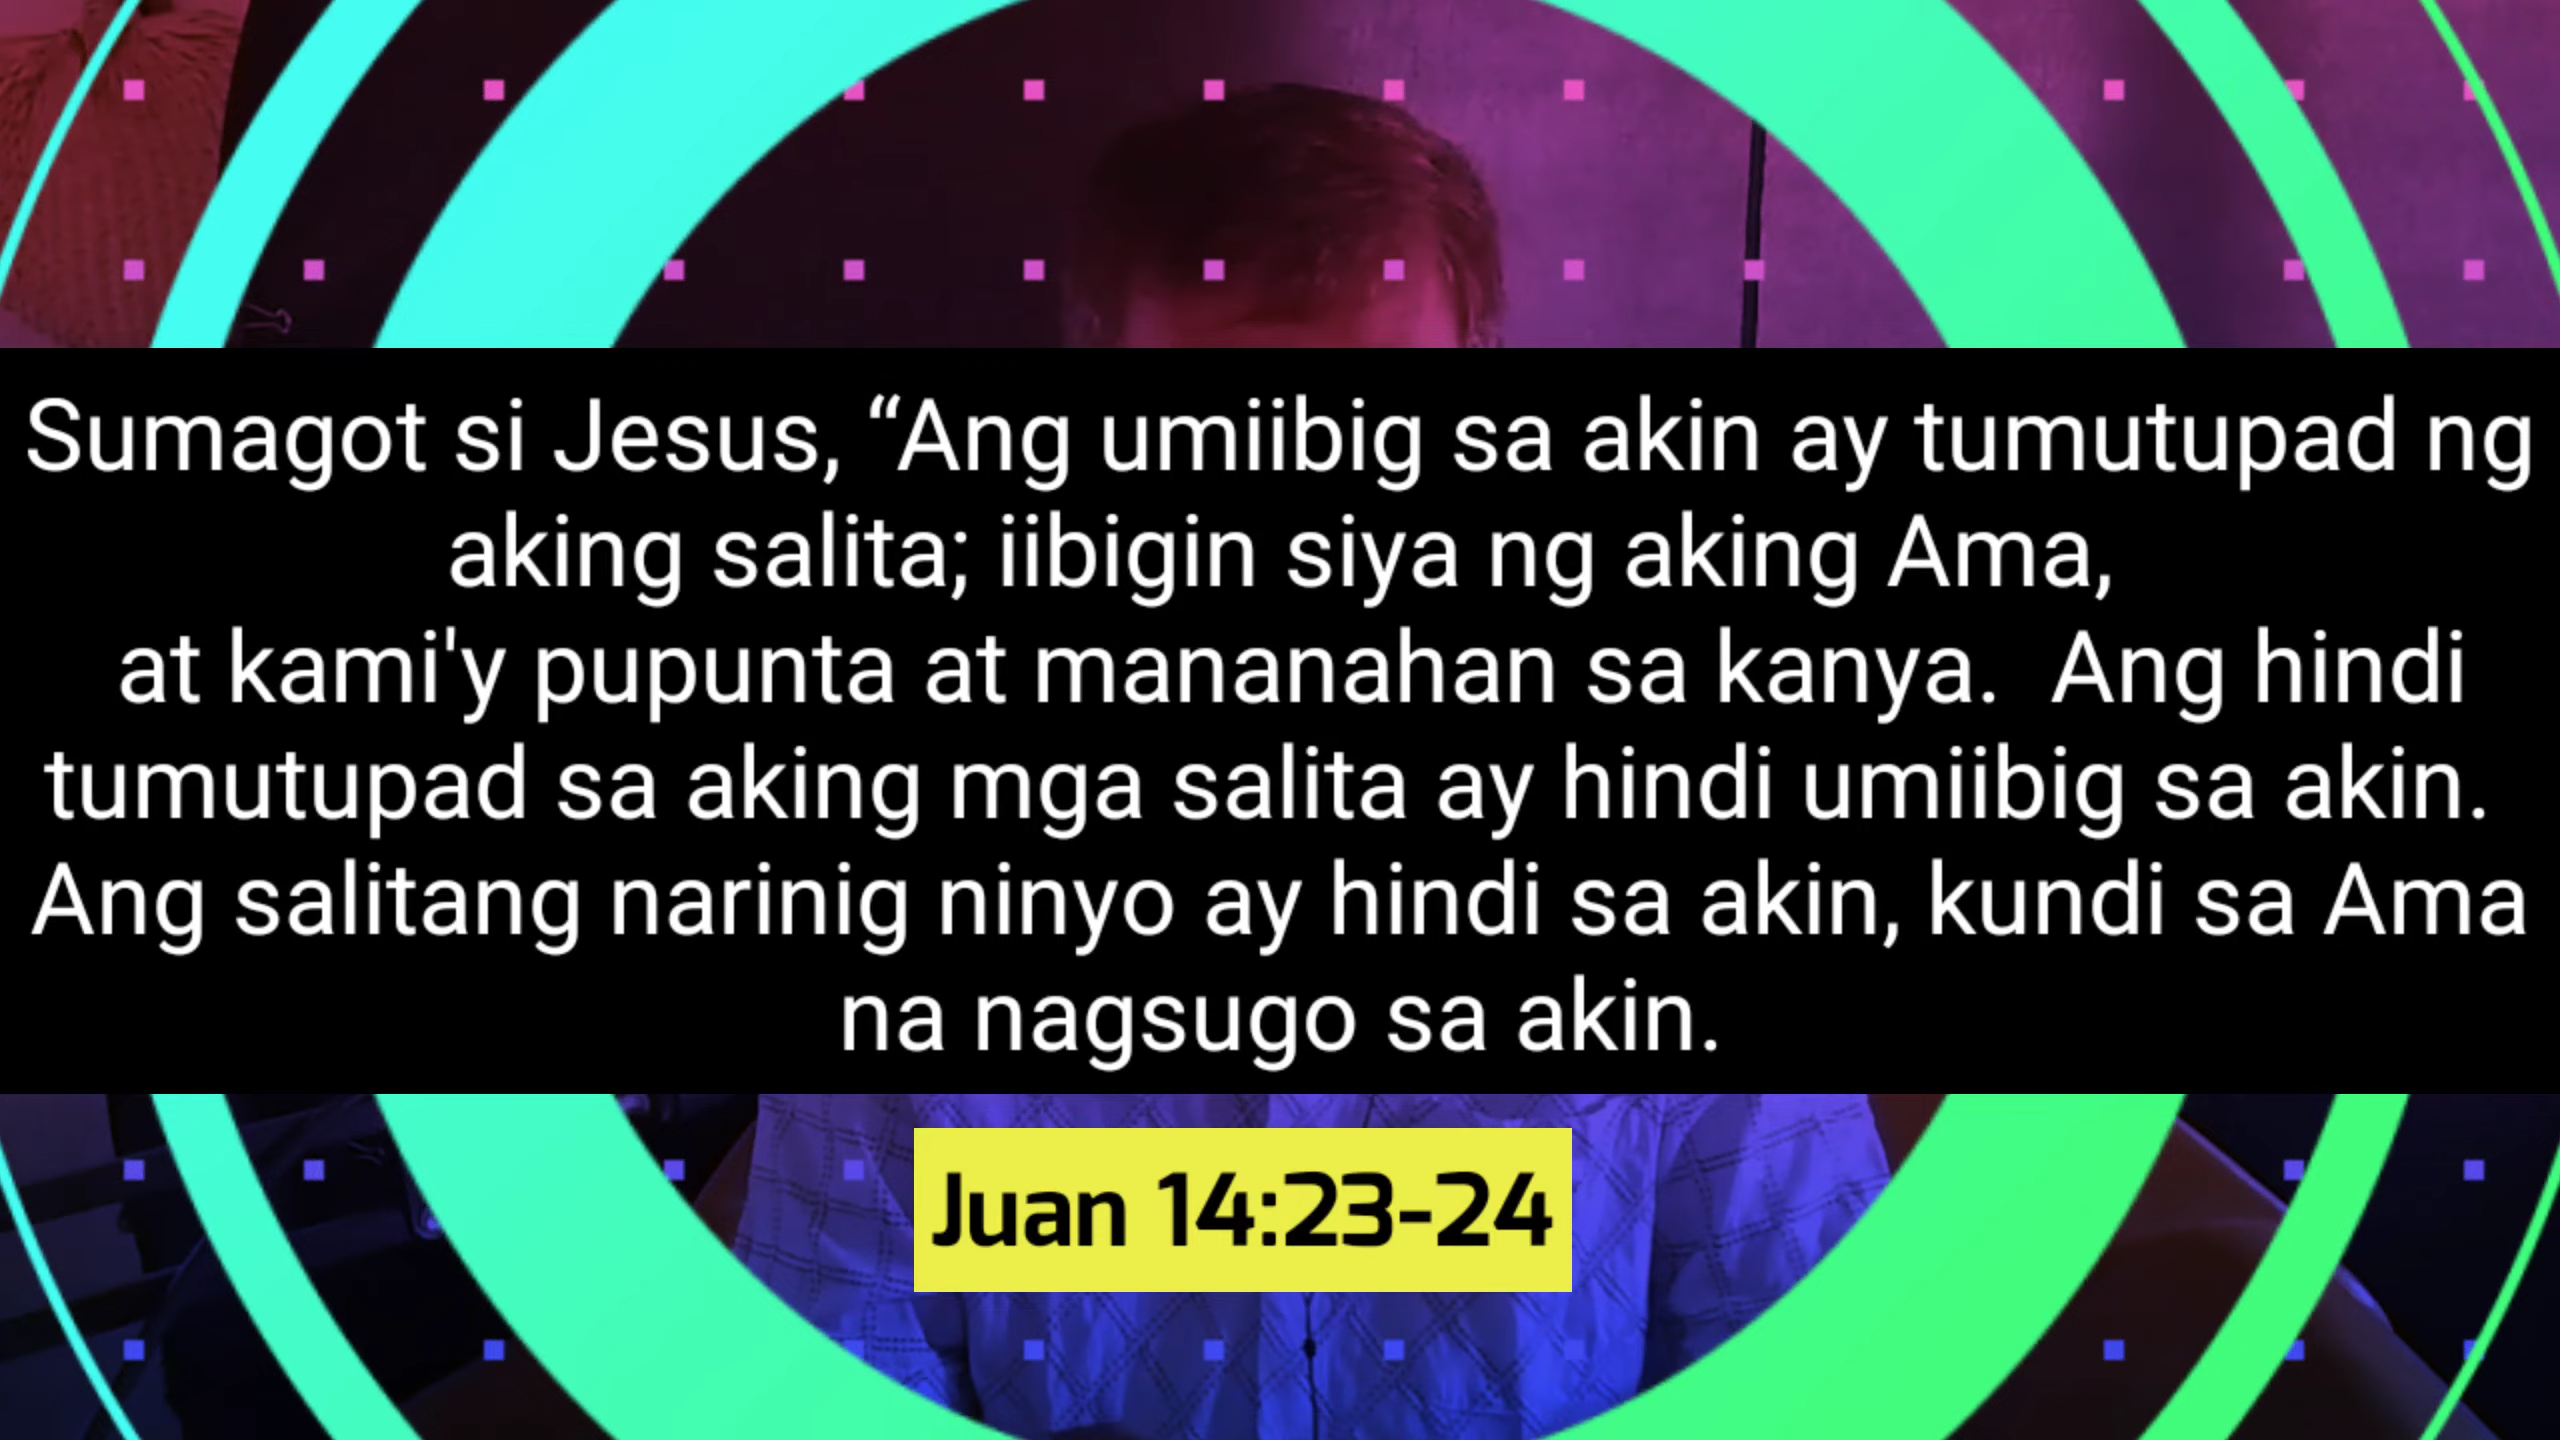 Sumagot si Jesus, “Ang umiibig sa akin ay tumutupad ng
aking salita; iibigin siya ng aking Ama,
at kami'y pupunta at mananahan sa kanya.  Ang hindi
tumutupad sa aking mga salita ay hindi umiibig sa akin.
Ang salitang narinig ninyo ay hindi sa akin, kundi sa Ama
na nagsugo sa akin.
Juan 14:23-24